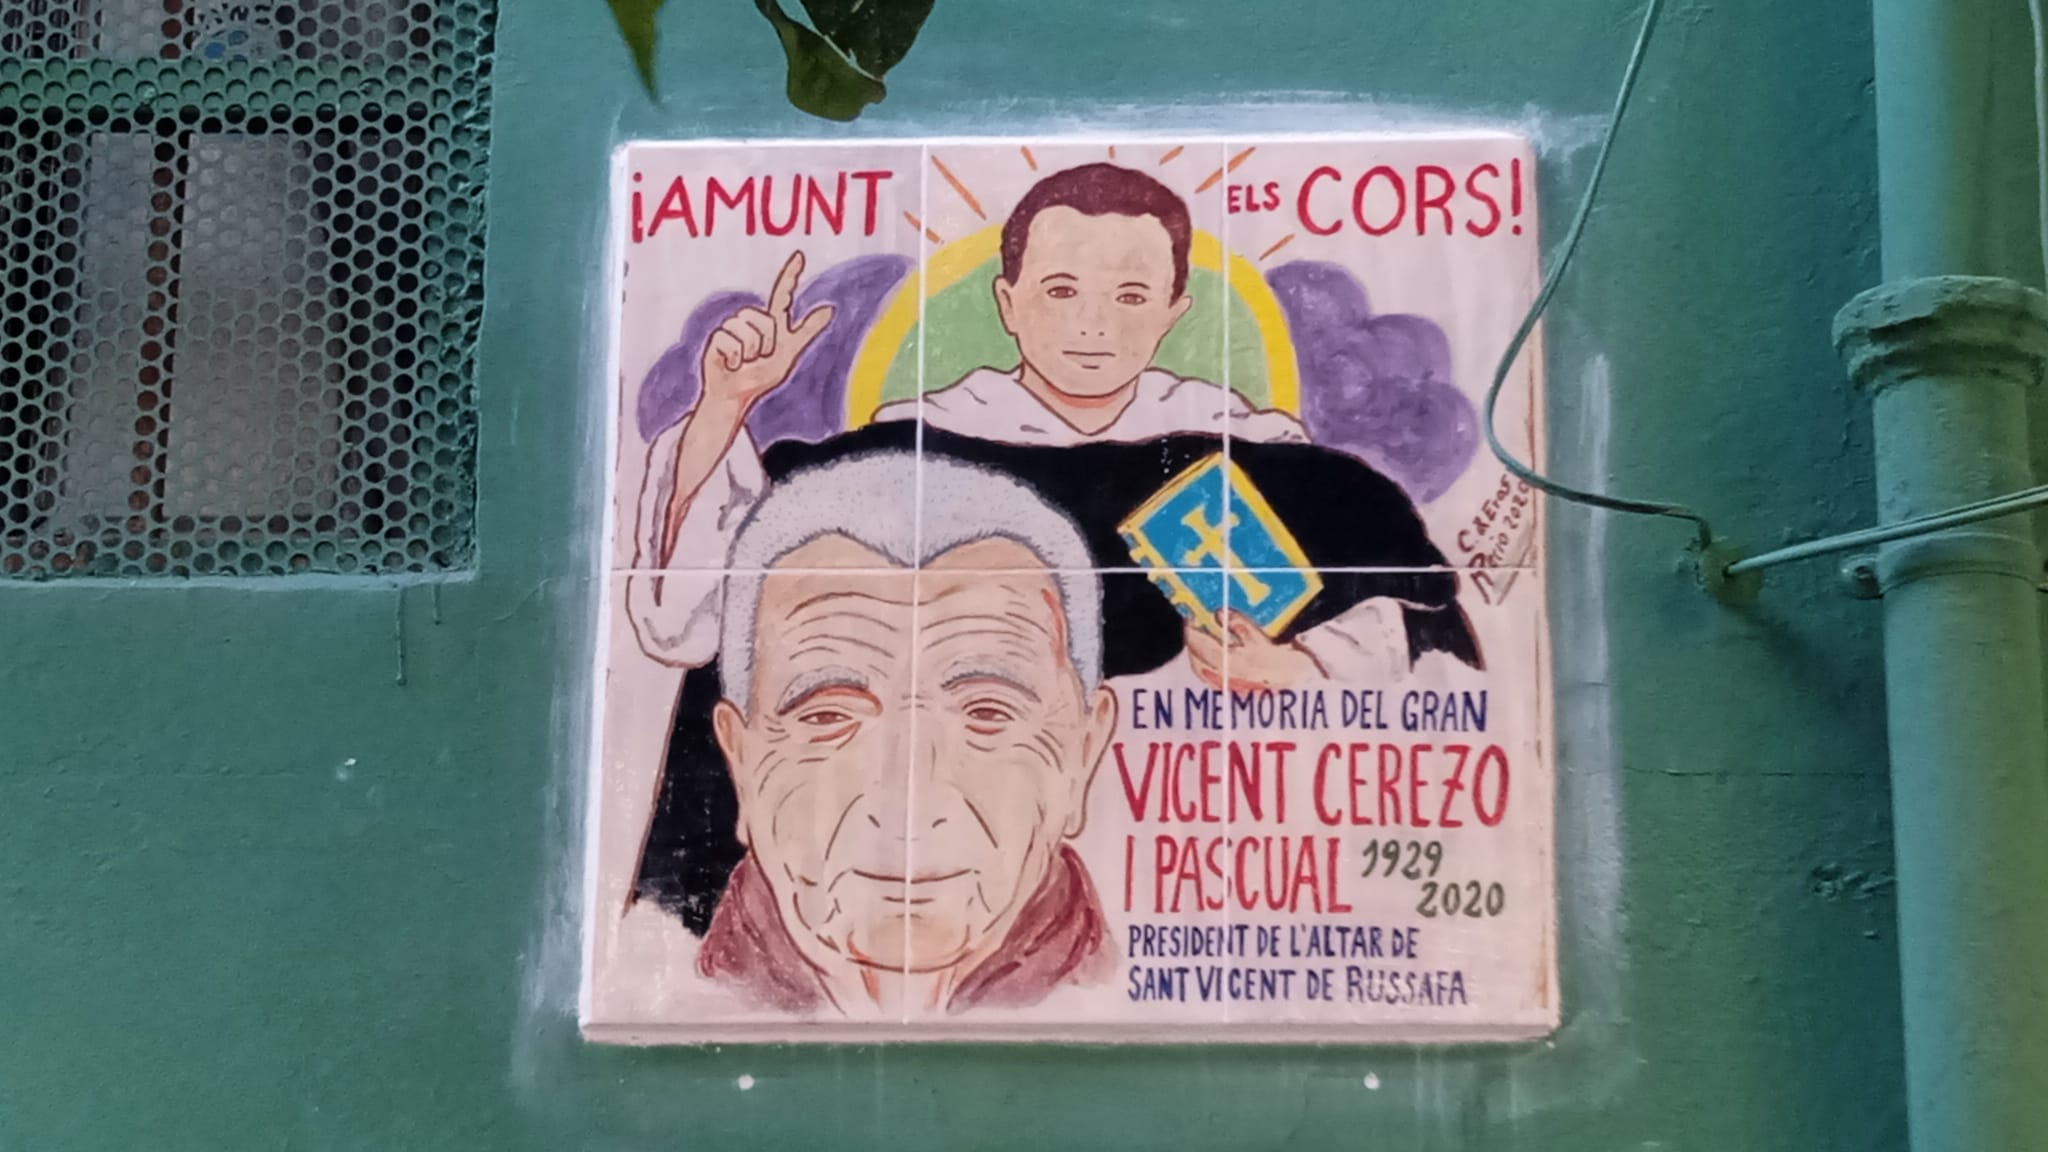 ¡AMUNT ELS CORS!
EN MEMORIA DEL GRAN
VICENT CEREZO
I PASCUAL 1929
2020
PRESIDENT DE L'ALTAR DE
SANT VICENT DE RUSSAFA
2020